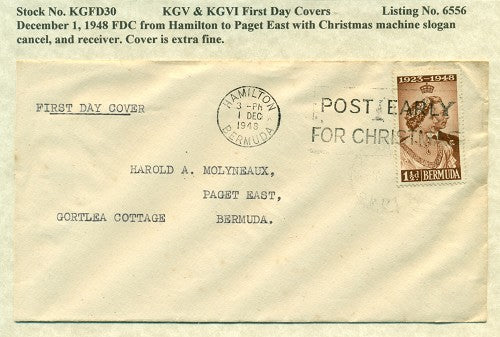 Stock No. KGFD30 KGV & KGVI First Day Covers Listing No. 6556
December 1, 1948 FDC from Hamilton to Paget East with Christmas machine slogan
cancel, and receiver. Cover is extra fine.
FIRST DAY COVER
HAMILTON
3 - PM
1 DEC
1948
BERMUDA
POST EARLY
FOR CHRISTMAS
1923-1948
1½d BERMUDA
HAROLD A. MOLYNEAUX,
PAGET EAST,
GORTLEA COTTAGE BERMUDA.